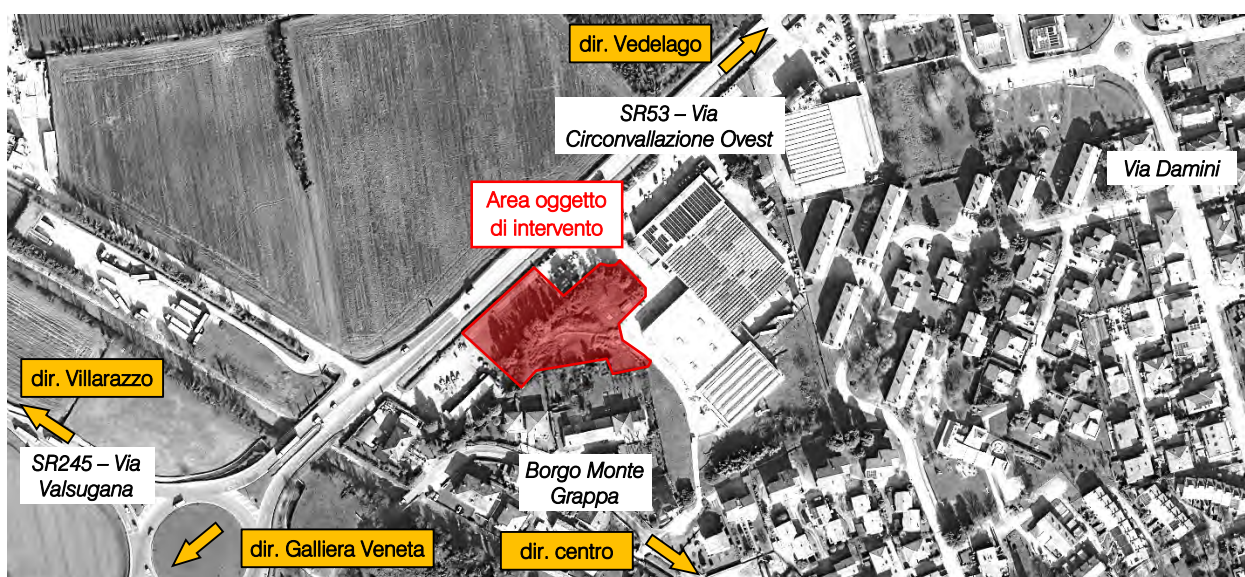 dir. Vedelago
SR53 – Via
Circonvallazione Ovest
Via Damini
Area oggetto
di intervento
dir. Villarazzo
SR245 – Via
Valsugana
Borgo Monte
Grappa
dir. Galliera Veneta
dir. centro